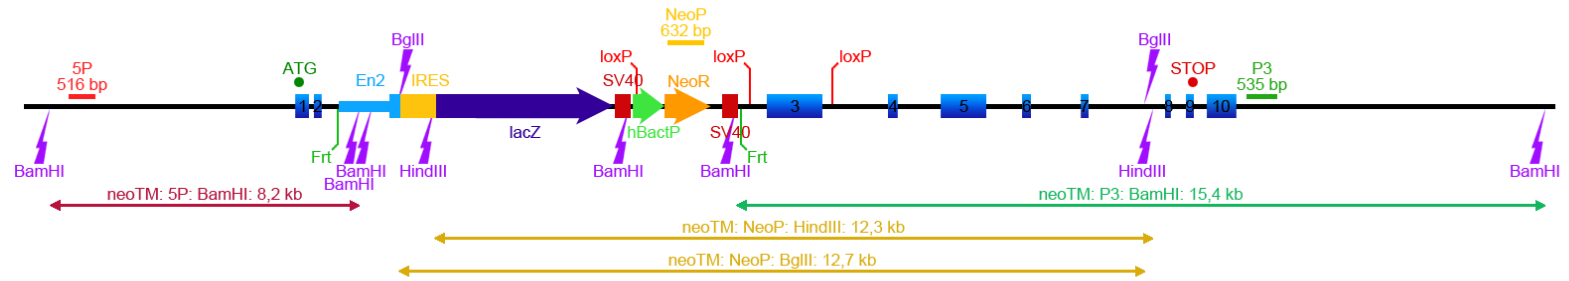 NeoP
632 bp
BglII
BglII
5P
516 bp
loxP
loxP
loxP
ATG
En2
IRES
SV40
NeoR
STOP
P3
535 bp
1
2
3
4
5
6
7
8
9
10
lacZ
hBactP
SV40
Frt
Frt
BamHI
BamHI
BamHI
HindIII
BamHI
BamHI
HindIII
BamHI
neoTM: 5P: BamHI: 8,2 kb
neoTM: P3: BamHI: 15,4 kb
neoTM: NeoP: HindIII: 12,3 kb
neoTM: NeoP: BglII: 12,7 kb